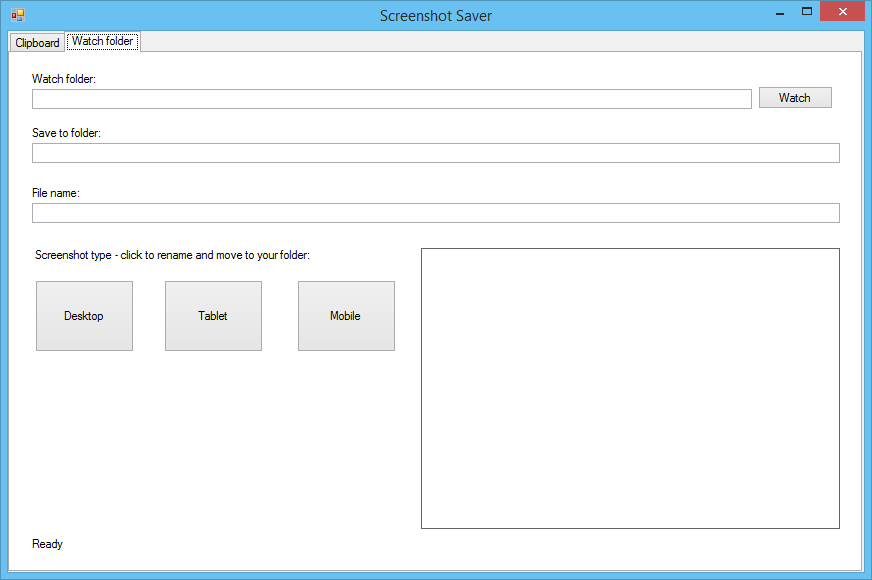 Screenshot Saver
Clipboard
Watch folder
Watch folder:
Watch
Save to folder:
File name:
Screenshot type - click to rename and move to your folder:
Desktop
Tablet
Mobile
Ready